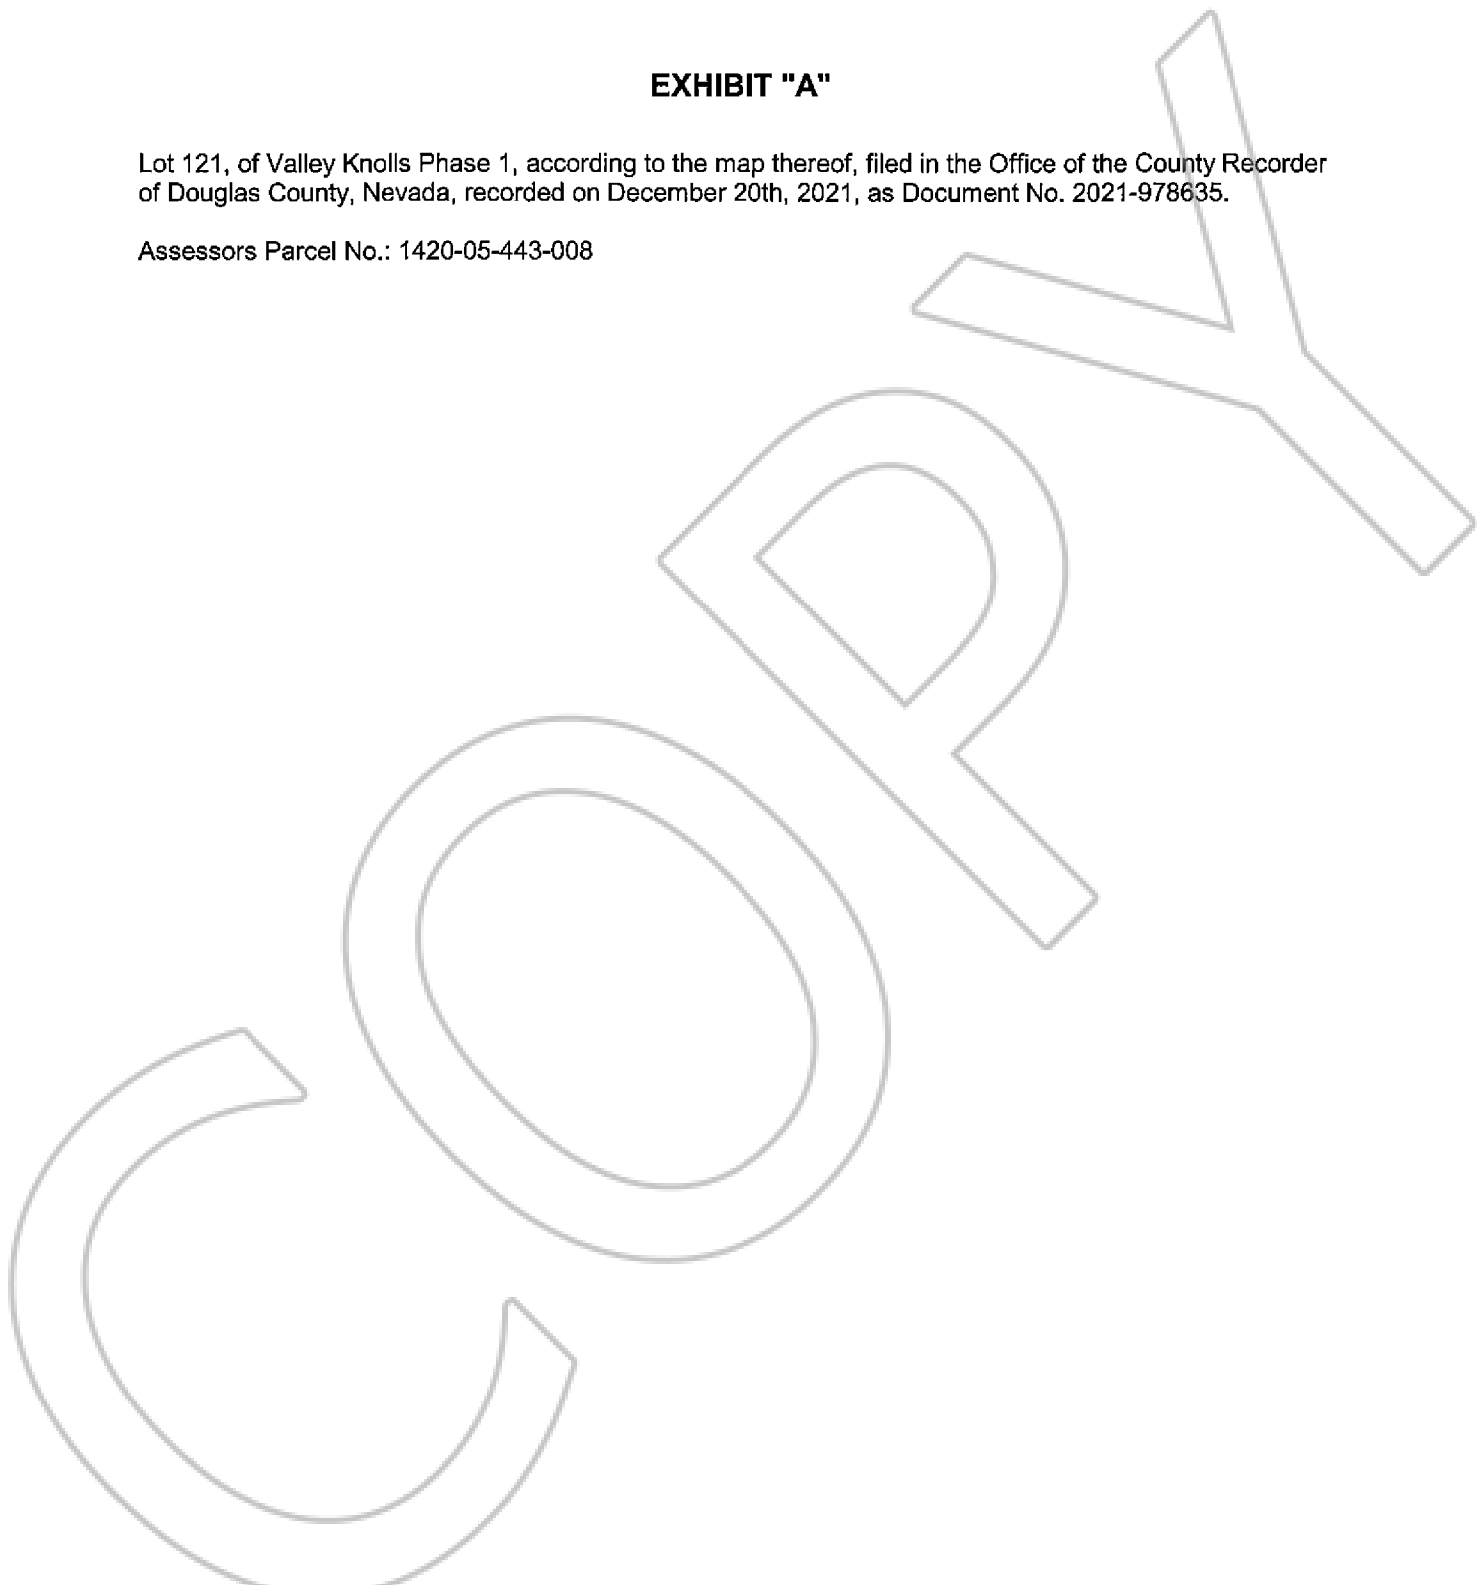 EXHIBIT "A"
Lot 121, of Valley Knolls Phase 1, according to the map thereof, filed in the Office of the County Recorder
of Douglas County, Nevada, recorded on December 20th, 2021, as Document No. 2021-978635.
Assessors Parcel No.: 1420-05-443-008
COPY